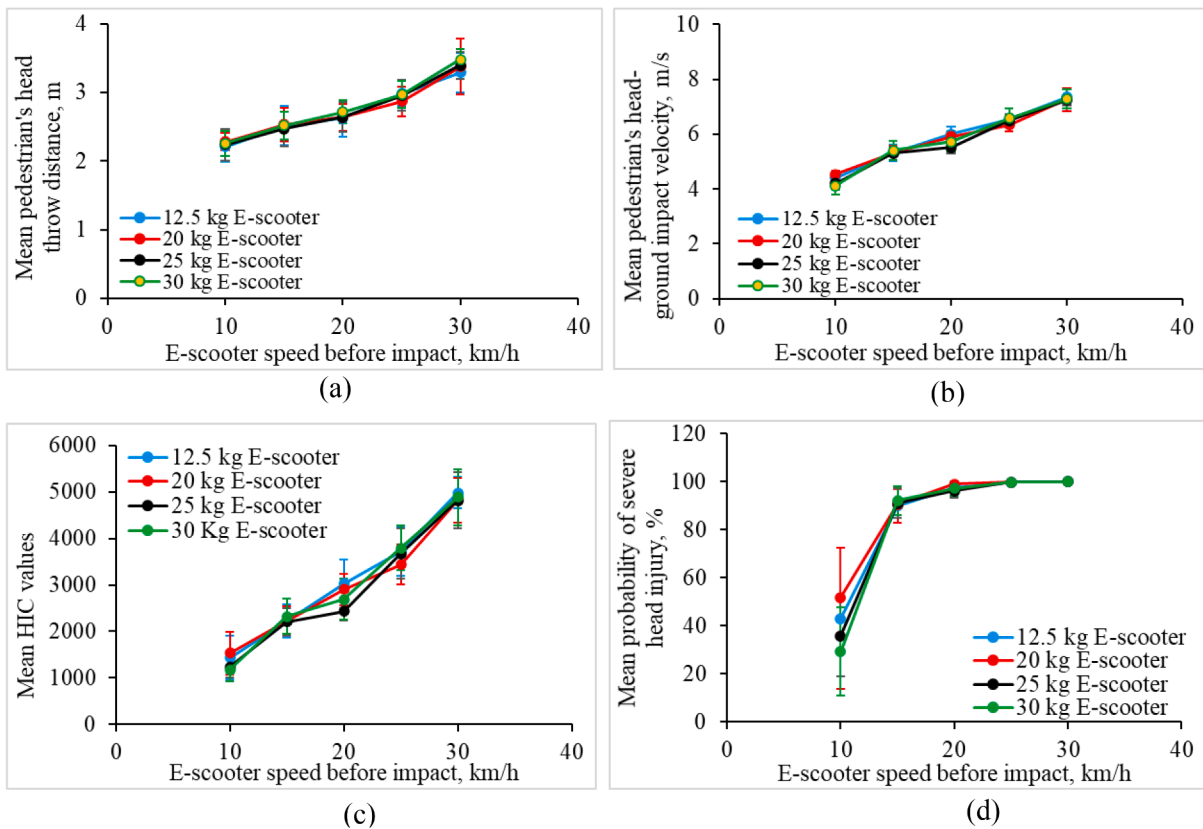 Mean pedestrian's head
throw distance, m
4
3
2
1
0
0
10
20
30
40
12.5 kg E-scooter
20 kg E-scooter
25 kg E-scooter
30 kg E-scooter
E-scooter speed before impact, km/h
(a)
Mean pedestrian's head-
ground impact velocity, m/s
10
8
6
4
2
0
0
10
20
30
40
12.5 kg E-scooter
20 kg E-scooter
25 kg E-scooter
30 kg E-scooter
E-scooter speed before impact, km/h
(b)
Mean HIC values
6000
5000
4000
3000
2000
1000
0
0
10
20
30
40
12.5 kg E-scooter
20 kg E-scooter
25 kg E-scooter
30 Kg E-scooter
E-scooter speed before impact, km/h
(c)
Mean probability of severe
head injury, %
120
100
80
60
40
20
0
0
10
20
30
40
12.5 kg E-scooter
20 kg E-scooter
25 kg E-scooter
30 kg E-scooter
E-scooter speed before impact, km/h
(d)